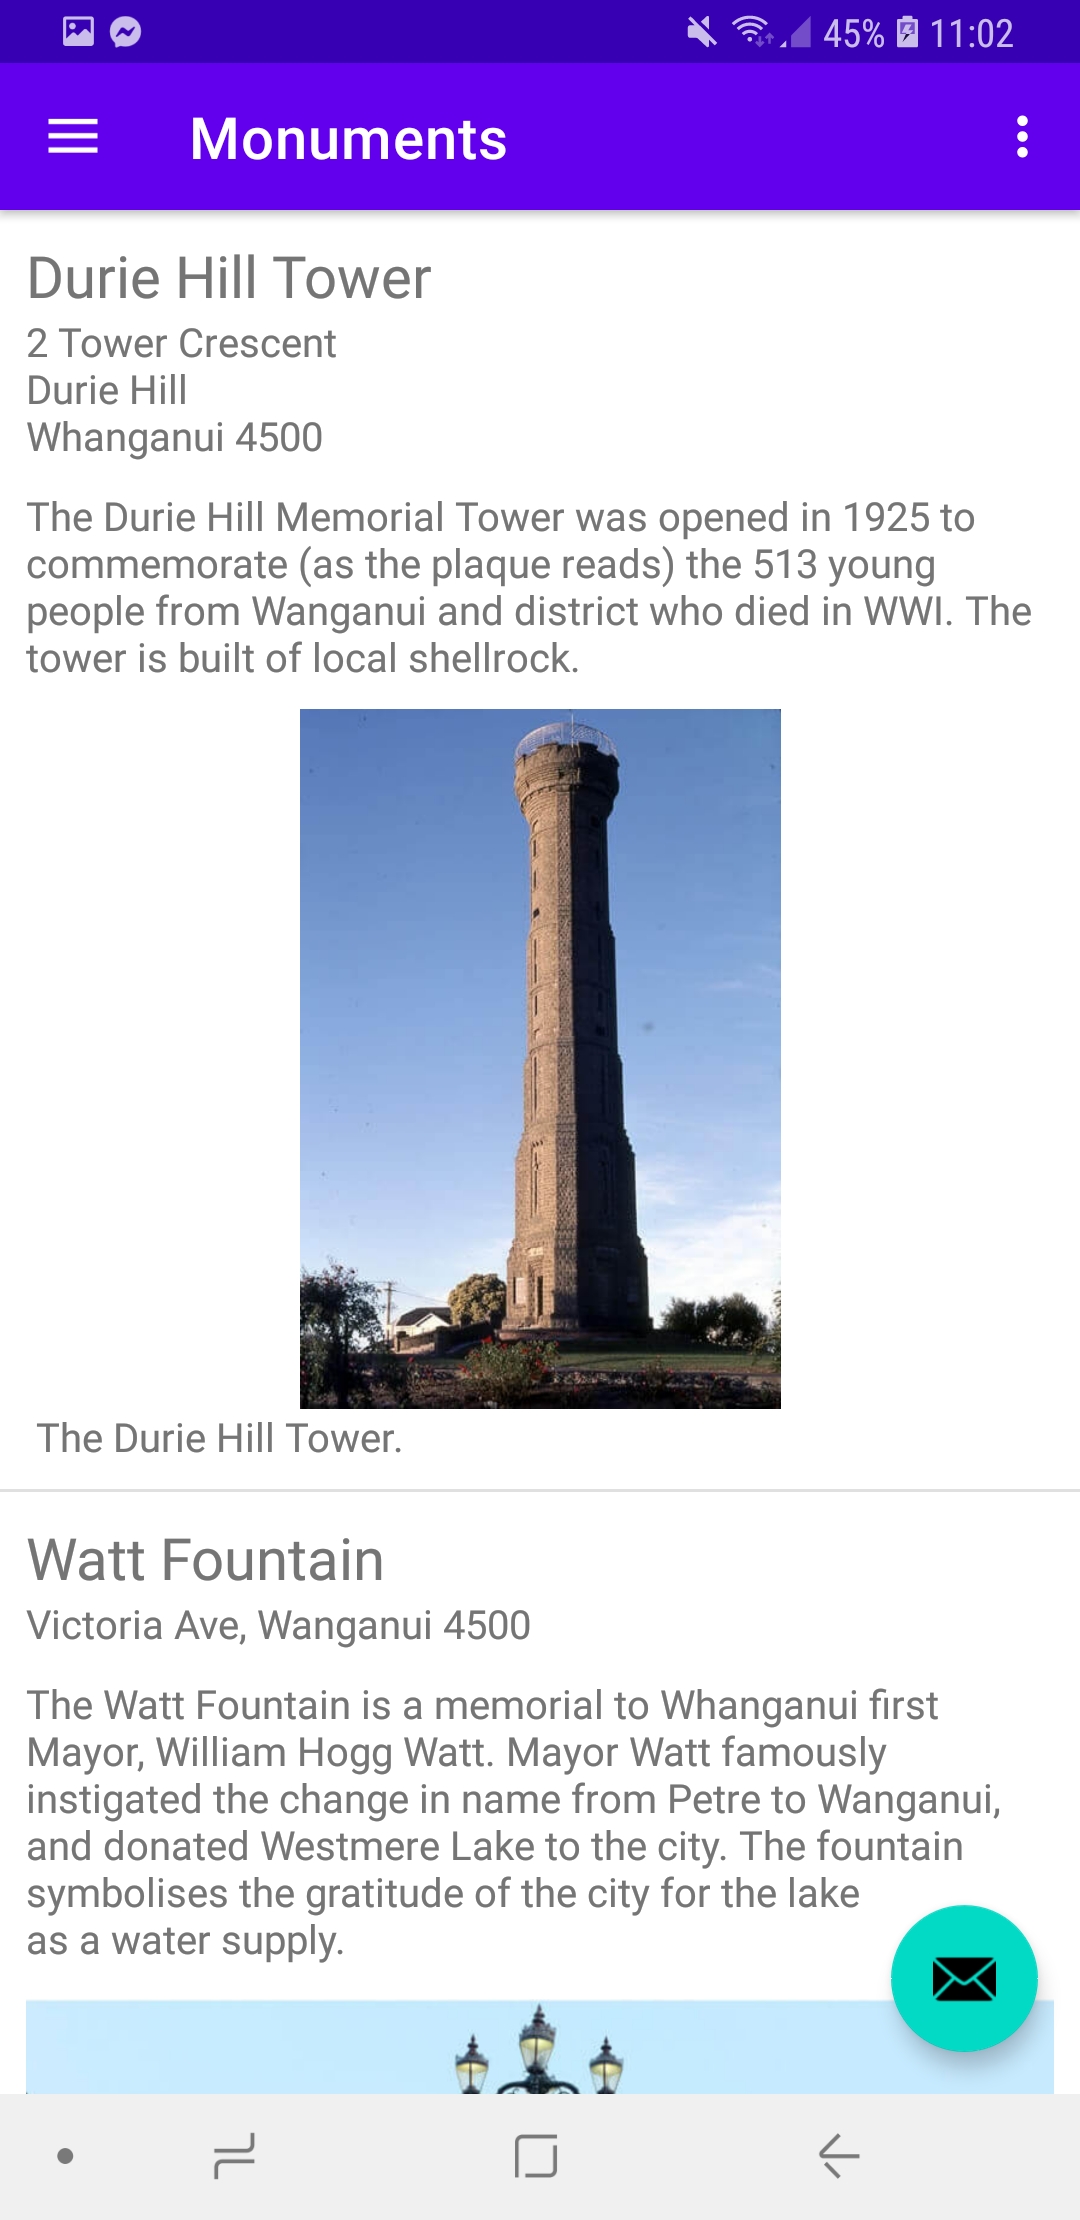 45% 11:02
Monuments
Durie Hill Tower
2 Tower Crescent
Durie Hill
Whanganui 4500
The Durie Hill Memorial Tower was opened in 1925 to
commemorate (as the plaque reads) the 513 young
people from Wanganui and district who died in WWI. The
tower is built of local shellrock.
The Durie Hill Tower.
Watt Fountain
Victoria Ave, Wanganui 4500
The Watt Fountain is a memorial to Whanganui first
Mayor, William Hogg Watt. Mayor Watt famously
instigated the change in name from Petre to Wanganui,
and donated Westmere Lake to the city. The fountain
symbolises the gratitude of the city for the lake
as a water supply.